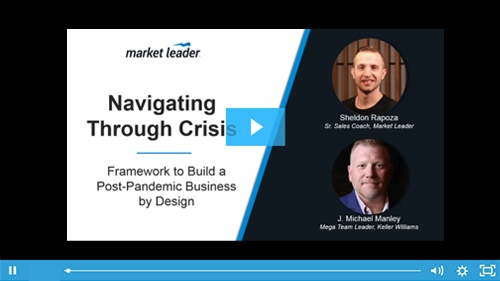 market leader
Navigating
Through Crisis
Framework to Build a
Post-Pandemic Business
by Design
Sheldon Rapoza
Sr. Sales Coach, Market Leader
J. Michael Manley
Mega Team Leader, Keller Williams